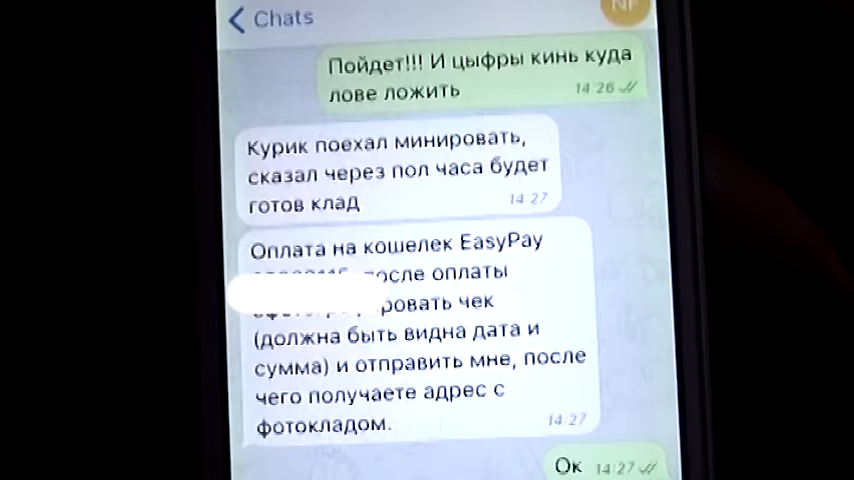 Chats
NF
Пойдет!!! И цыфры кинь куда
лове ложить
14:26
Курик поехал минировать,
сказал через пол часа будет
готов клад
14:27
Оплата на кошелек EasyPay
после оплаты
чек
(должна быть видна дата и
сумма) и отправить мне, после
чего получаете адрес с
фотокладом.
14:27
Ок 14:27